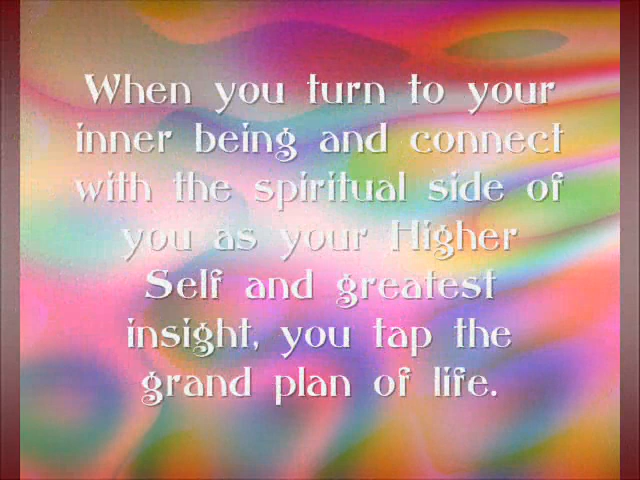 When you turn to your
inner being and connect
with the spiritual side of
you as your Higher
Self and greatest
insight, you tap the
grand plan of life.